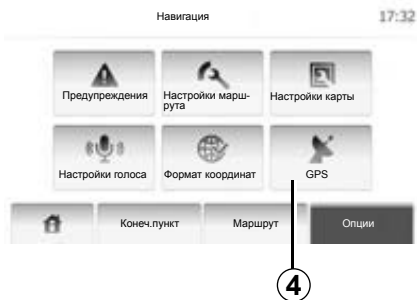 Навигация 17:32
Предупреждения Настройки марш- Настройки карты
рута
Настройки голоса Формат координат GPS
Конеч.пункт Маршрут Опции
4